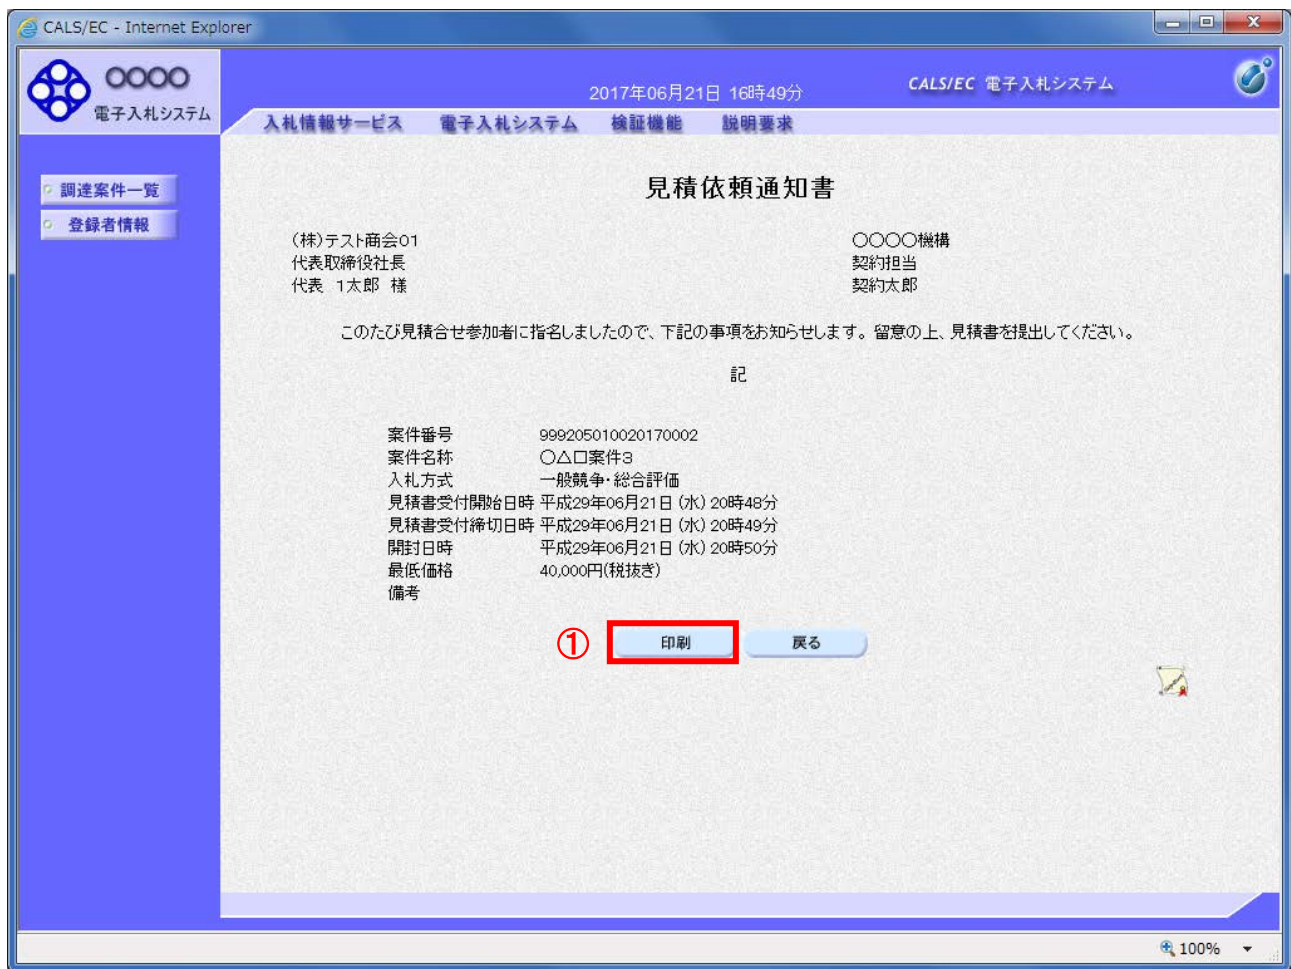 CALS/EC - Internet Explorer
〇〇〇〇
電子入札システム
2017年06月21日 16時49分
CALS/EC 電子入札システム
入札情報サービス 電子入札システム 検証機能 説明要求
調達案件一覧
登録者情報
見積依頼通知書
(株)テスト商会01
代表取締役社長
代表 1太郎 様
〇〇〇〇機構
契約担当
契約太郎
このたび見積合せ参加者に指名しましたので、下記の事項をお知らせします。留意の上、見積書を提出してください。
記
案件番号 999205010020170002
案件名称 〇△口案件3
入札方式 一般競争・総合評価
見積書受付開始日時 平成29年06月21日 (水) 20時48分
見積書受付締切日時 平成29年06月21日 (水) 20時49分
開封日時 平成29年06月21日 (水) 20時50分
最低価格 40,000円(税抜き)
備考
① 印刷 戻る
100%